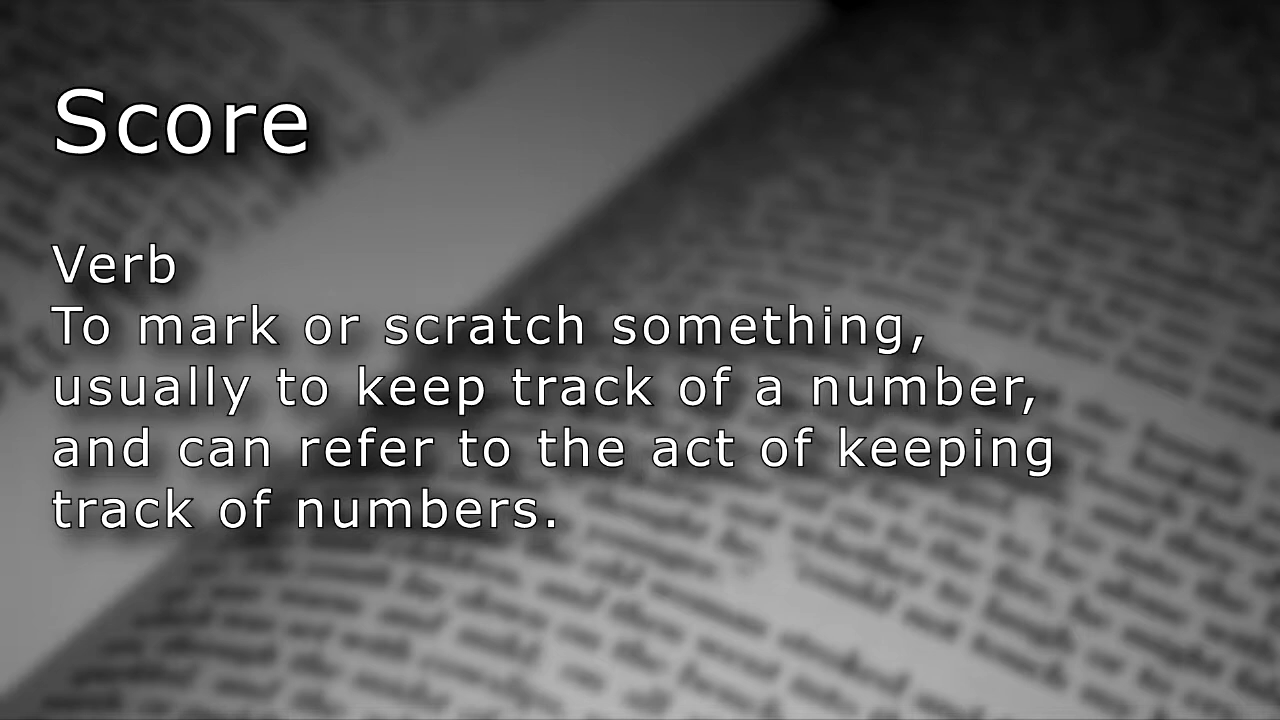 Score
Verb
To mark or scratch something,
usually to keep track of a number,
and can refer to the act of keeping
track of numbers.